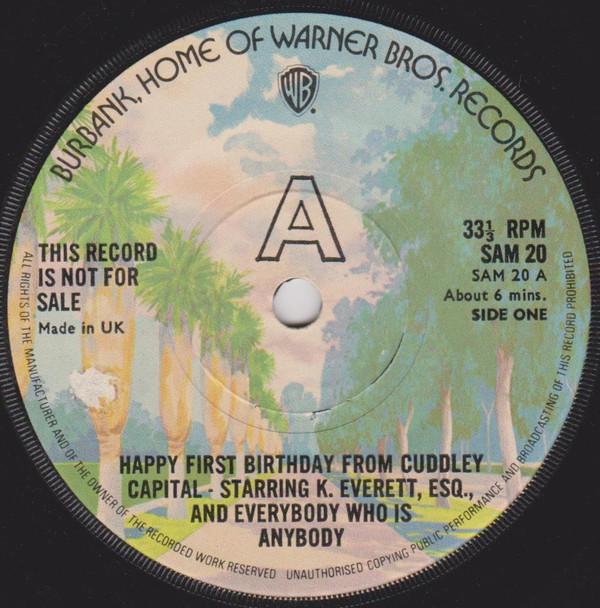 BURBANK, HOME OF WARNER BROS. RECORDS
WB
A
THIS RECORD
IS NOT FOR
SALE
Made in UK
33⅓ RPM
SAM 20
SAM 20 A
About 6 mins.
SIDE ONE
HAPPY FIRST BIRTHDAY FROM CUDDLEY
CAPITAL - STARRING K. EVERETT, ESQ.,
AND EVERYBODY WHO IS
ANYBODY
ALL RIGHTS OF THE MANUFACTURER AND OF THE OWNER OF THE RECORDED WORK RESERVED UNAUTHORISED COPYING PUBLIC PERFORMANCE AND BROADCASTING OF THIS RECORD PROHIBITED